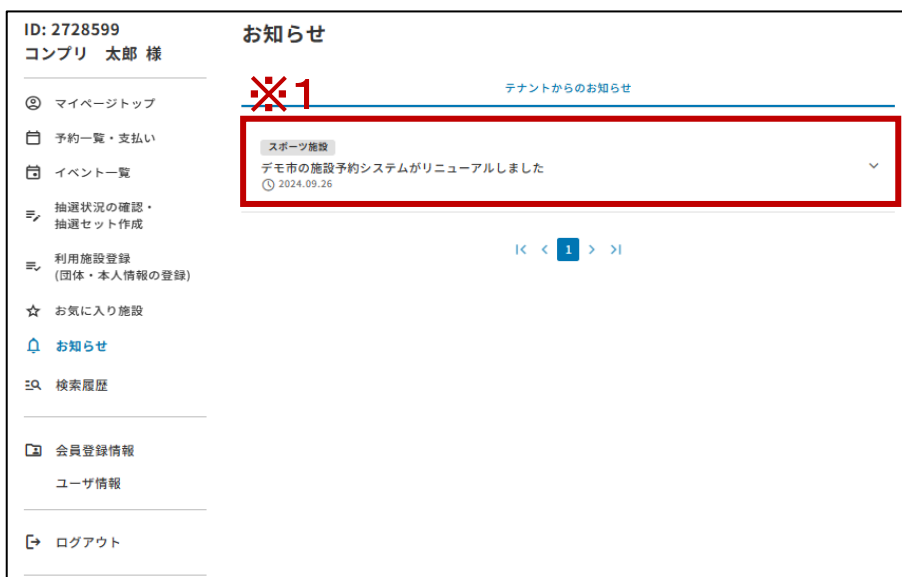 ID: 2728599
コンプリ　太郎 様
マイページトップ
予約一覧・支払い
イベント一覧
抽選状況の確認・
抽選セット作成
利用施設登録
(団体・本人情報の登録)
お気に入り施設
お知らせ
検索履歴
会員登録情報
ユーザ情報
ログアウト
お知らせ
※1
テナントからのお知らせ
スポーツ施設
デモ市の施設予約システムがリニューアルしました
2024.09.26
1